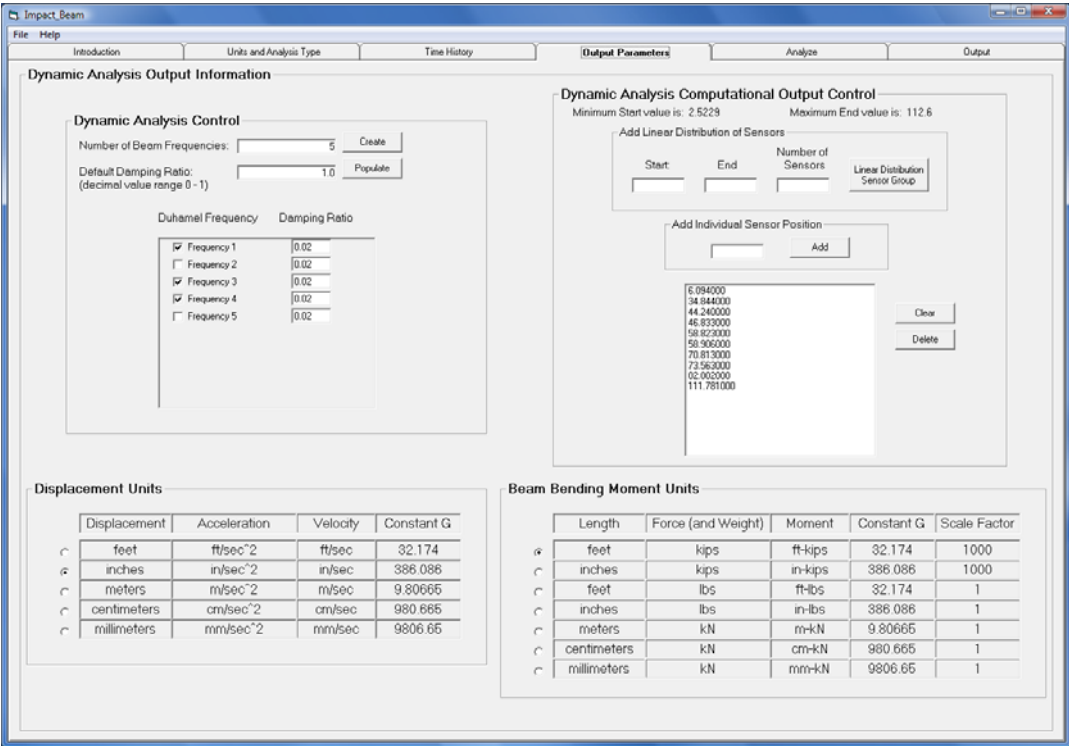 Impact_Beam
File Help
Introduction Units and Analysis Type Time History Output Parameters Analyze Output
Dynamic Analysis Output Information
Dynamic Analysis Control
Number of Beam Frequencies: 5 Create
Default Damping Ratio: 1.0 Populate
(decimal value range 0 - 1)
Duhamel Frequency Damping Ratio
Frequency 1 0.02
Frequency 2 0.02
Frequency 3 0.02
Frequency 4 0.02
Frequency 5 0.02
Dynamic Analysis Computational Output Control
Minimum Start value is: 2.5229 Maximum End value is: 112.6
Add Linear Distribution of Sensors
Start End Number of Sensors
Linear Distribution
Sensor Group
Add Individual Sensor Position
Add
6.094000
34.844000
44.240000
46.833000
58.823000
58.906000
70.813000
73.563000
02.002000
111.781000
Clear
Delete
Displacement Units
Displacement Acceleration Velocity Constant G
feet ft/sec^2 ft/sec 32.174
inches in/sec^2 in/sec 386.086
meters m/sec^2 m/sec 9.80665
centimeters cm/sec^2 cm/sec 980.665
millimeters mm/sec^2 mm/sec 9806.65
Beam Bending Moment Units
Length Force (and Weight) Moment Constant G Scale Factor
feet kips ft-kips 32.174 1000
inches kips in-kips 386.086 1000
feet lbs ft-lbs 32.174 1
inches lbs in-lbs 386.086 1
meters kN m-kN 9.80665 1
centimeters kN cm-kN 980.665 1
millimeters kN mm-kN 9806.65 1